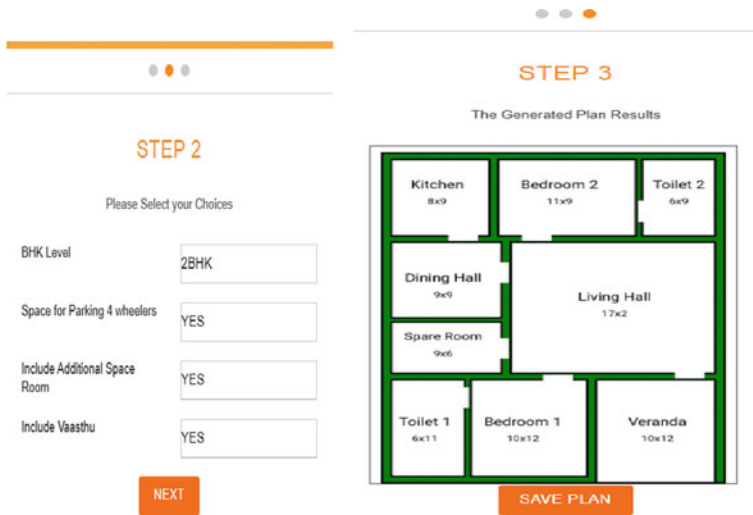 STEP 2
Please Select your Choices
BHK Level
2BHK
Space for Parking 4 wheelers
YES
Include Additional Space
Room
YES
Include Vaasthu
YES
NEXT
STEP 3
The Generated Plan Results
Kitchen
8x9
Bedroom 2
11x9
Toilet 2
6x9
Dining Hall
9x9
Living Hall
17x2
Spare Room
9x6
Toilet 1
6x11
Bedroom 1
10x12
Veranda
10x12
SAVE PLAN